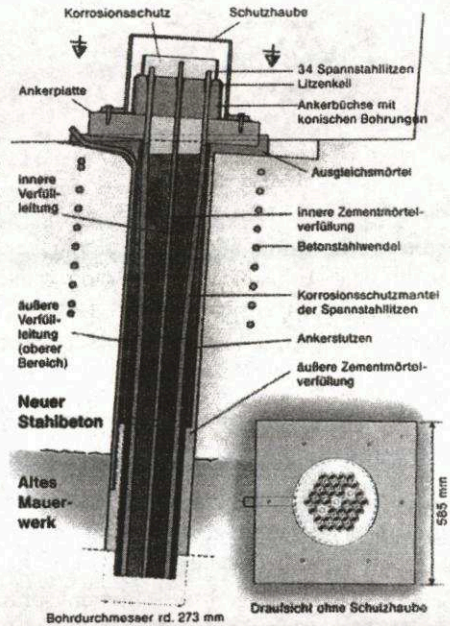 Korrosionsschutz
Schutzhaube
34 Spannstahllitzen
Litzenkeil
Ankerplatte
Ankerbüchse mit
konischen Bohrungen
Ausgleichsmörtel
innere
Verfüll-
leitung
innere Zementmörtel-
verfüllung
Betonstahlwendel
äußere
Verfüll-
leitung
(oberer
Bereich)
Korrosionsschutzmantel
der Spannstahllitzen
Ankerstutzen
äußere Zementmörtel-
verfüllung
Neuer
Stahlbeton
Altes
Mauer-
werk
585 mm
Bohrdurchmesser rd. 273 mm
Draufsicht ohne Schutzhaube